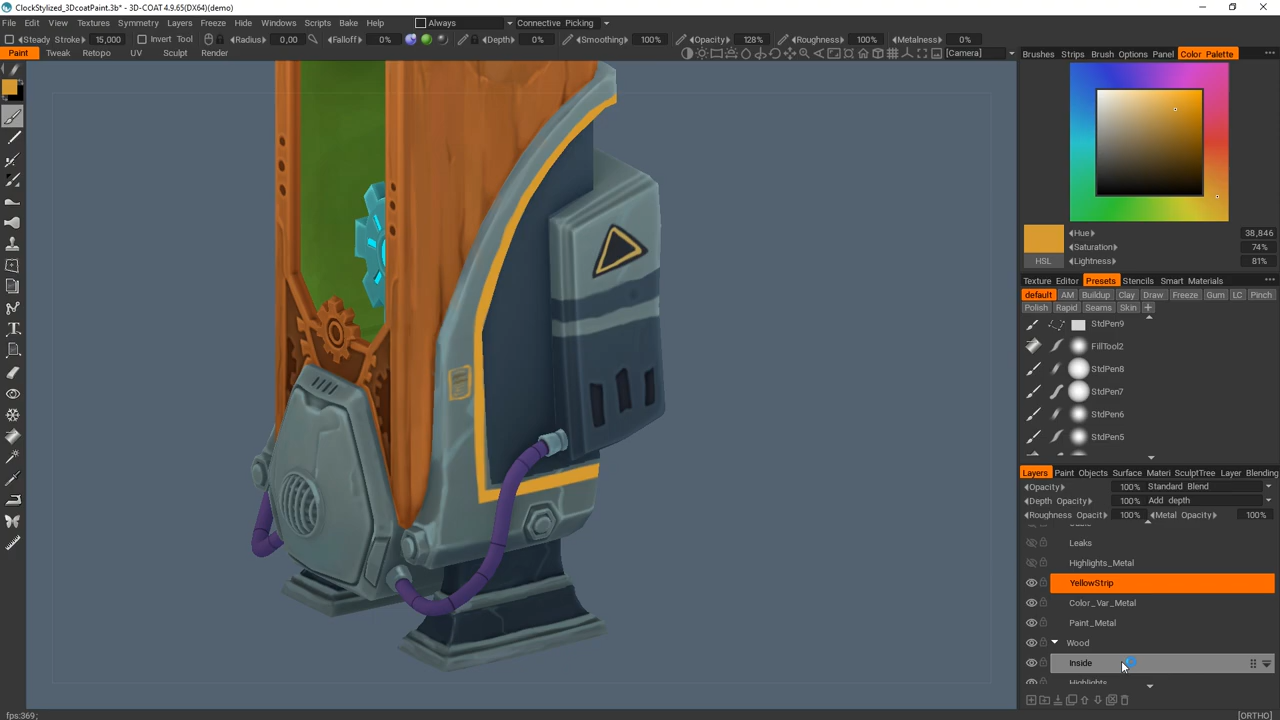 ClockStylized_3DcoatPaint.3b* - 3D-COAT 4.9.65(DX64)(demo)
File Edit View Textures Symmetry Layers Freeze Hide Windows Scripts Bake Help Always Connective Picking
Steady Stroke 15,000 Invert Tool Radius 0,00 Falloff 0% Depth 0% Smoothing 100% Opacity 128% Roughness 100% Metalness 0%
Paint Tweak Retopo UV Sculpt Render [Camera]
Brushes Strips Brush Options Panel Color Palette
Hue 38,846
Saturation 74%
HSL Lightness 81%
Texture Editor Presets Stencils Smart Materials
default AM Buildup Clay Draw Freeze Gum LC Pinch
Polish Rapid Seams Skin +
StdPen9
FillTool2
StdPen8
StdPen7
StdPen6
StdPen5
Layers Paint Objects Surface Materi SculptTree Layer Blending
Opacity 100% Standard Blend
Depth Opacity 100% Add depth
Roughness Opacit 100% Metal Opacity 100%
Leaks
Highlights_Metal
YellowStrip
Color_Var_Metal
Paint_Metal
Wood
Inside
Highlights
fps:369; [ORTHO]